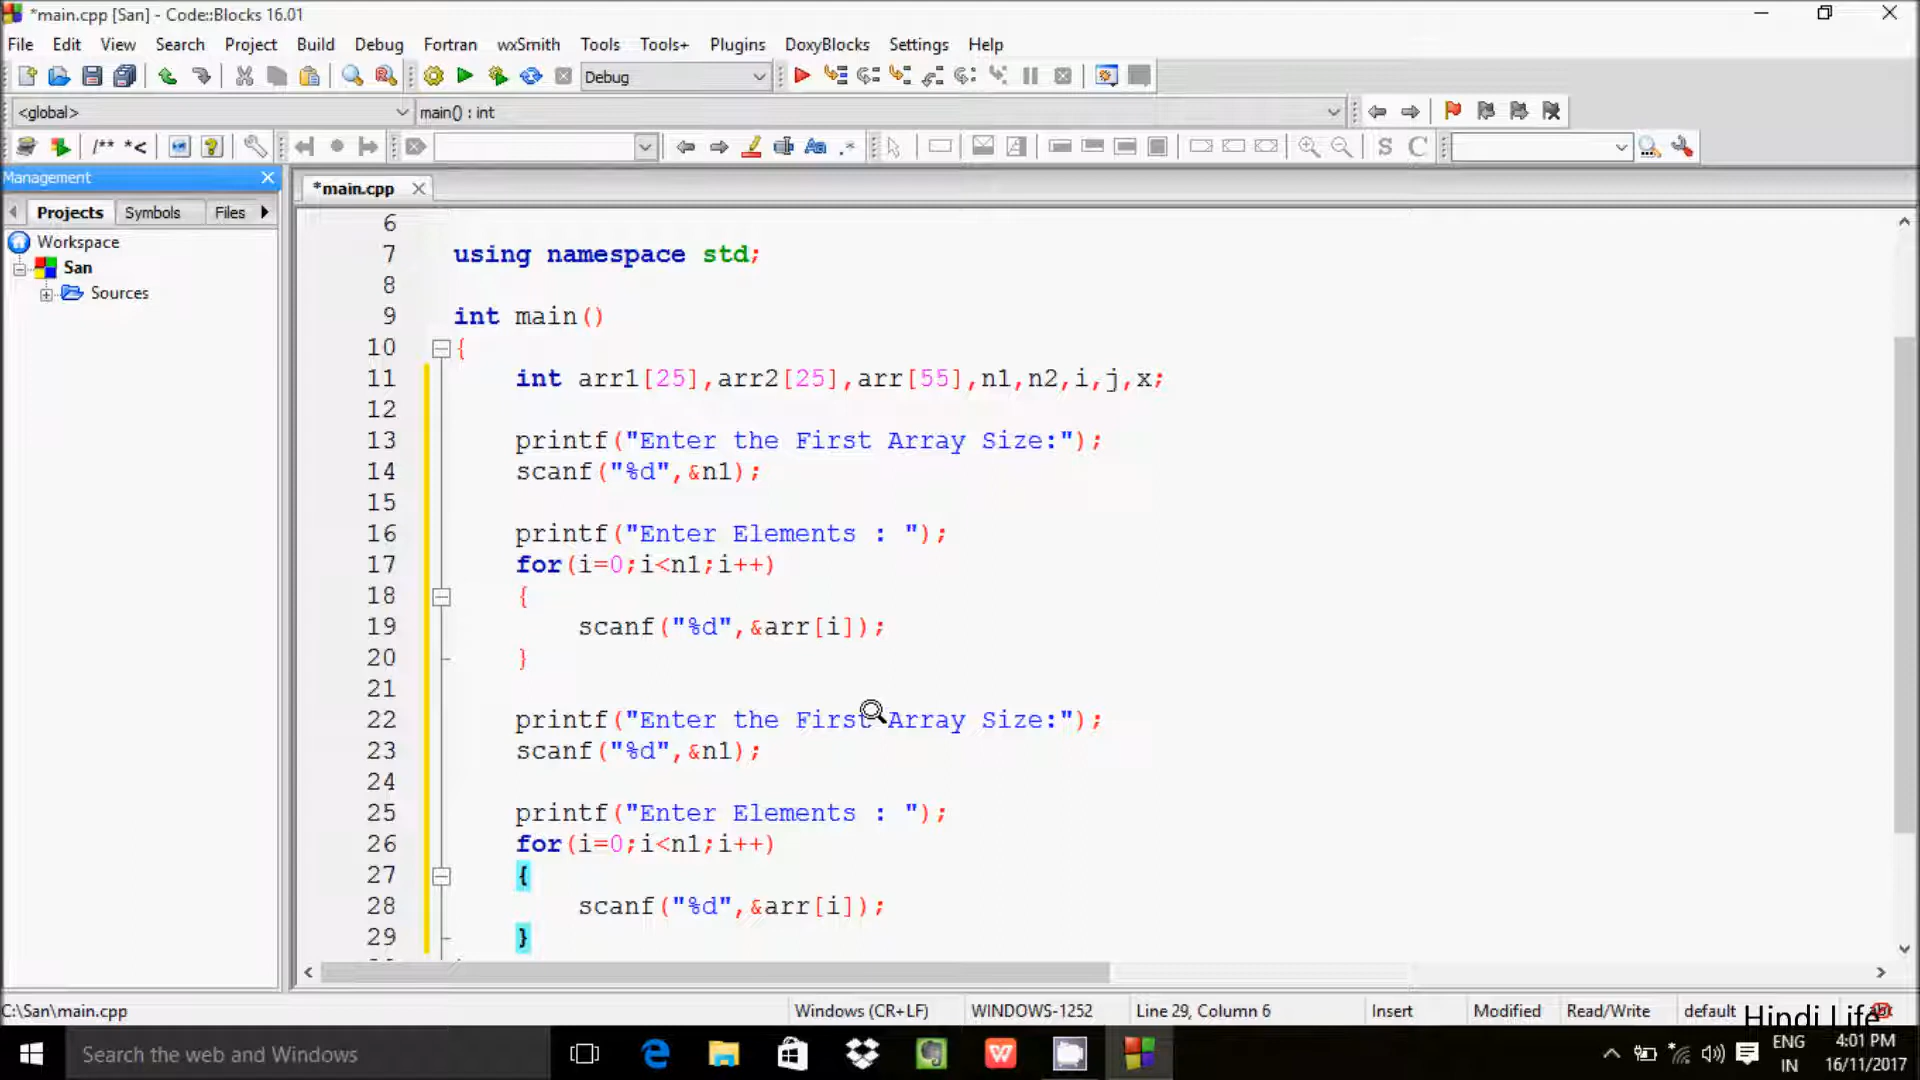 *main.cpp [San] - Code::Blocks 16.01
File Edit View Search Project Build Debug Fortran wxSmith Tools Tools+ Plugins DoxyBlocks Settings Help
Debug
<global> main() : int
/** *<
S C
Management
Projects Symbols Files
*main.cpp
Workspace
San
Sources
6
7 using namespace std;
8
9 int main()
10 {
11 int arr1[25],arr2[25],arr[55],n1,n2,i,j,x;
12
13 printf("Enter the First Array Size:");
14 scanf("%d",&n1);
15
16 printf("Enter Elements : ");
17 for(i=0;i<n1;i++)
18 {
19 scanf("%d",&arr[i]);
20 }
21
22 printf("Enter the First Array Size:");
23 scanf("%d",&n1);
24
25 printf("Enter Elements : ");
26 for(i=0;i<n1;i++)
27 {
28 scanf("%d",&arr[i]);
29 }
C:\San\main.cpp Windows (CR+LF) WINDOWS-1252 Line 29, Column 6 Insert Modified Read/Write default
Hindi Life
Search the web and Windows
ENG
IN
4:01 PM
16/11/2017